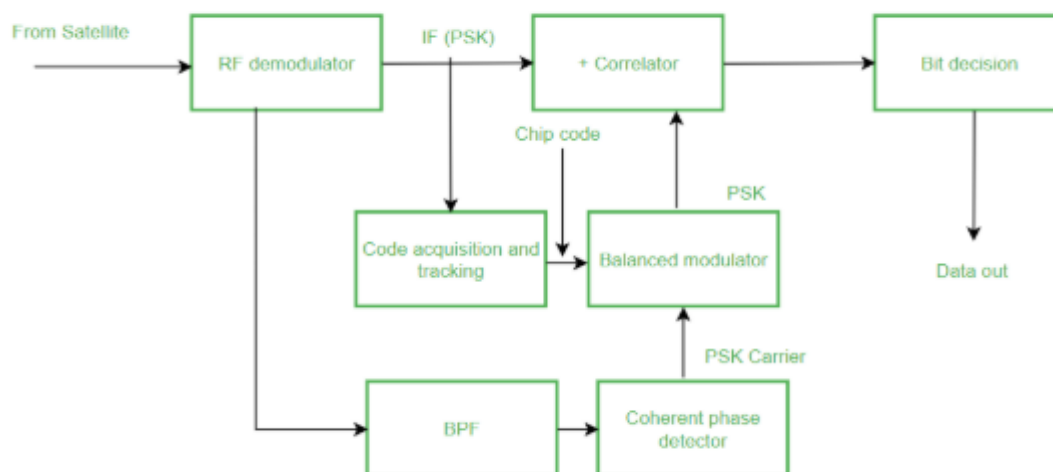 From Satellite
RF demodulator
IF (PSK)
+ Correlator
Bit decision
Chip code
PSK
Code acquisition and
tracking
Balanced modulator
Data out
PSK Carrier
BPF
Coherent phase
detector